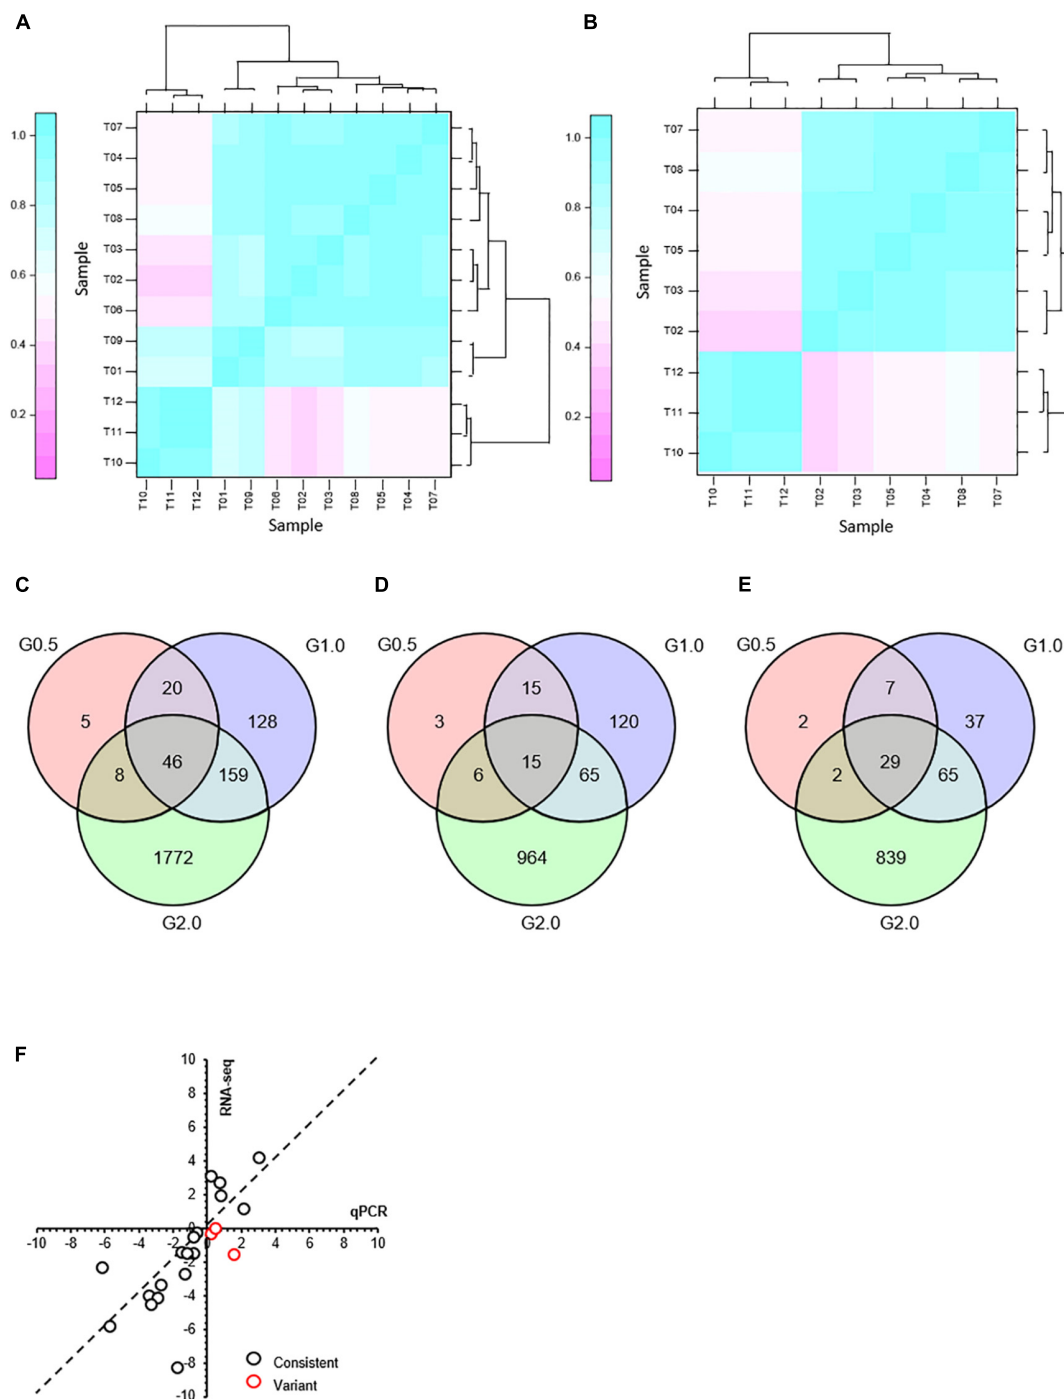 A
B
1.0
0.8
0.6
0.4
0.2
Sample
T07
T04
T05
T08
T03
T02
T06
T09
T01
T12
T11
T10
T10
T11
T12
T01
T09
T06
T02
T03
T08
T05
T04
T07
Sample
1.0
0.8
0.6
0.4
0.2
Sample
T07
T08
T04
T05
T03
T02
T12
T11
T10
T10
T11
T12
T02
T03
T05
T04
T08
T07
Sample
C
D
E
G0.5
G1.0
20
5
128
46
8
159
1772
G2.0
G0.5
G1.0
15
3
120
15
6
65
964
G2.0
G0.5
G1.0
7
2
37
29
2
65
839
G2.0
F
10
8
6
4
2
0
-2
-4
-6
-8
-10
RNA-seq
qPCR
-10 -8 -6 -4 -2 0 2 4 6 8 10
Consistent
Variant